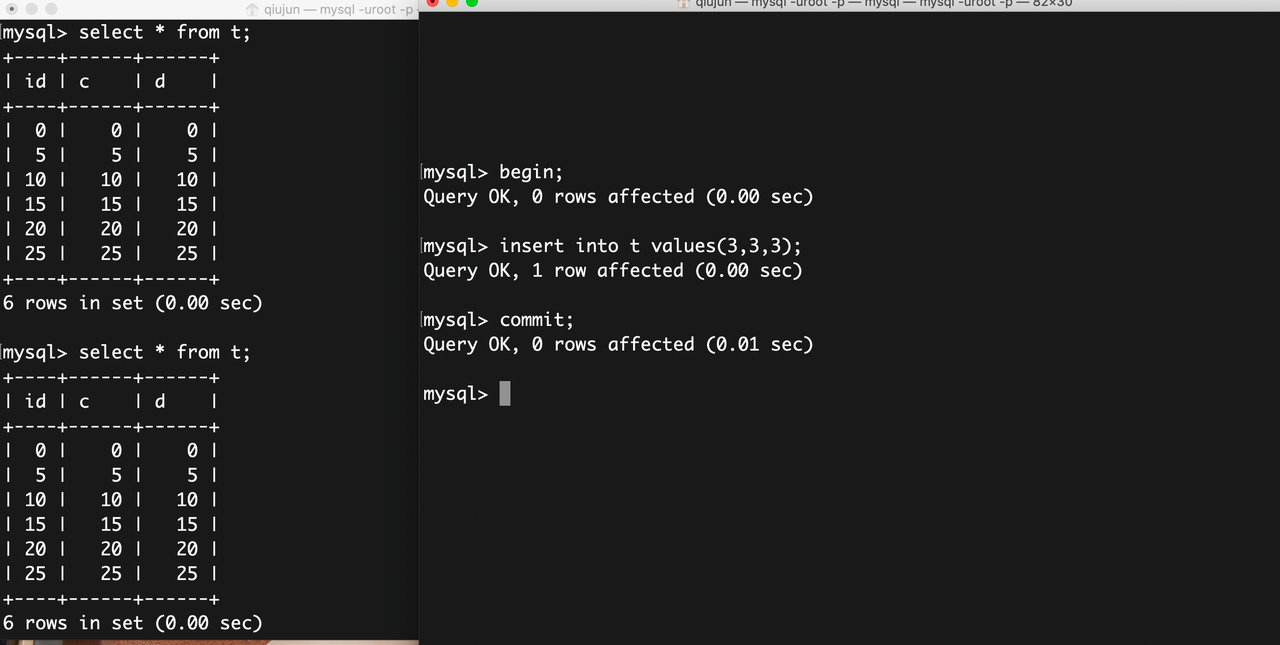 qiujun — mysql -uroot -p
mysql> select * from t;
+----+------+------+
| id | c    | d    |
+----+------+------+
|  0 |    0 |    0 |
|  5 |    5 |    5 |
| 10 |   10 |   10 |
| 15 |   15 |   15 |
| 20 |   20 |   20 |
| 25 |   25 |   25 |
+----+------+------+
6 rows in set (0.00 sec)
mysql> select * from t;
+----+------+------+
| id | c    | d    |
+----+------+------+
|  0 |    0 |    0 |
|  5 |    5 |    5 |
| 10 |   10 |   10 |
| 15 |   15 |   15 |
| 20 |   20 |   20 |
| 25 |   25 |   25 |
+----+------+------+
6 rows in set (0.00 sec)
qiujun — mysql -uroot -p — mysql — mysql -uroot -p — 82×30
mysql> begin;
Query OK, 0 rows affected (0.00 sec)
mysql> insert into t values(3,3,3);
Query OK, 1 row affected (0.00 sec)
mysql> commit;
Query OK, 0 rows affected (0.01 sec)
mysql>